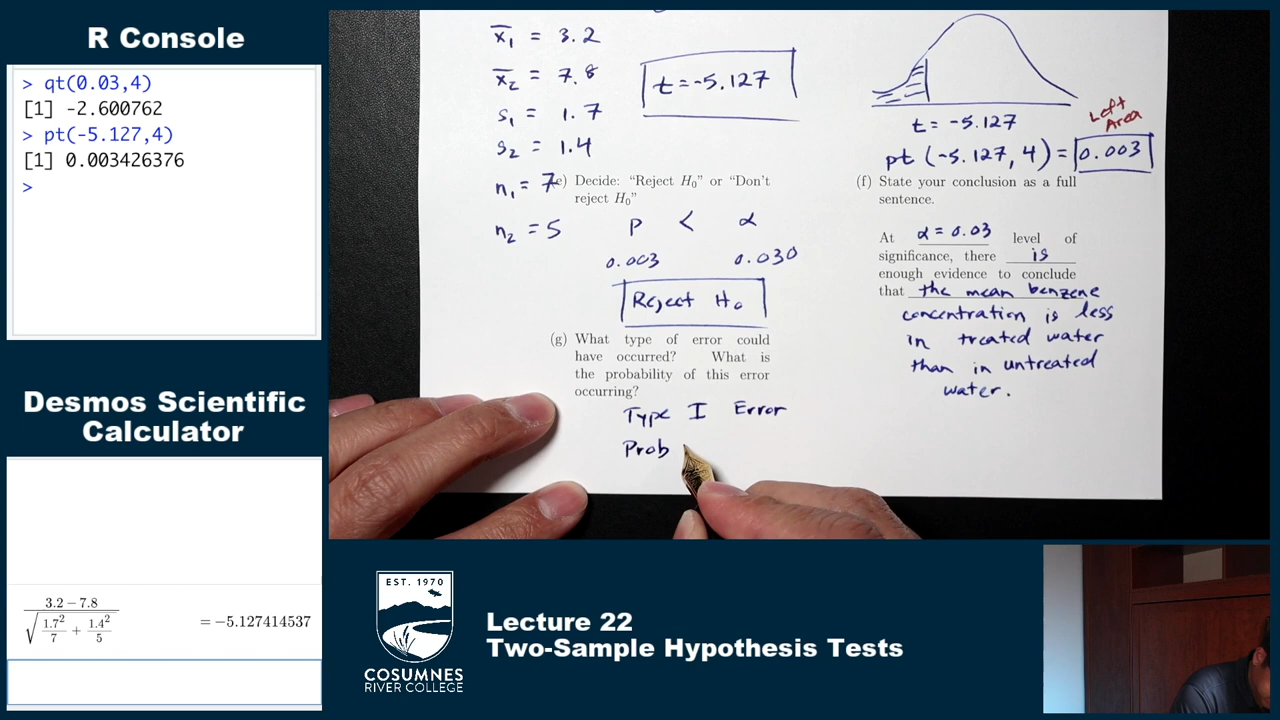 R Console
> qt(0.03,4)
[1] -2.600762
> pt(-5.127,4)
[1] 0.003426376
>
Desmos Scientific
Calculator
3.2 − 7.8
√ 1.7² / 7 + 1.4² / 5
= −5.127414537
x̄₁ = 3.2
x̄₂ = 7.8
s₁ = 1.7
s₂ = 1.4
n₁ = 7
n₂ = 5
t = -5.127
(e) Decide: “Reject H₀” or “Don’t
reject H₀”
p < α
0.003 0.030
Reject H₀
(g) What type of error could
have occurred? What is
the probability of this error
occurring?
Type I Error
Prob
t = -5.127
Left
Area
pt (-5.127, 4) = 0.003
(f) State your conclusion as a full
sentence.
At α = 0.03 level of
significance, there is
enough evidence to conclude
that the mean benzene
concentration is less
in treated water
than in untreated
water.
EST. 1970
COSUMNES
RIVER COLLEGE
Lecture 22
Two-Sample Hypothesis Tests